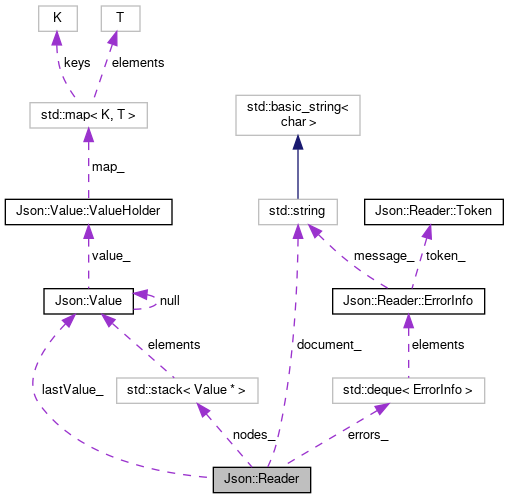 K
T
keys
elements
std::map< K, T >
std::basic_string<
char >
map_
Json::Value::ValueHolder
std::string
Json::Reader::Token
value_
message_
token_
Json::Value
null
Json::Reader::ErrorInfo
elements
document_
elements
lastValue_
std::stack< Value * >
std::deque< ErrorInfo >
nodes_
errors_
Json::Reader